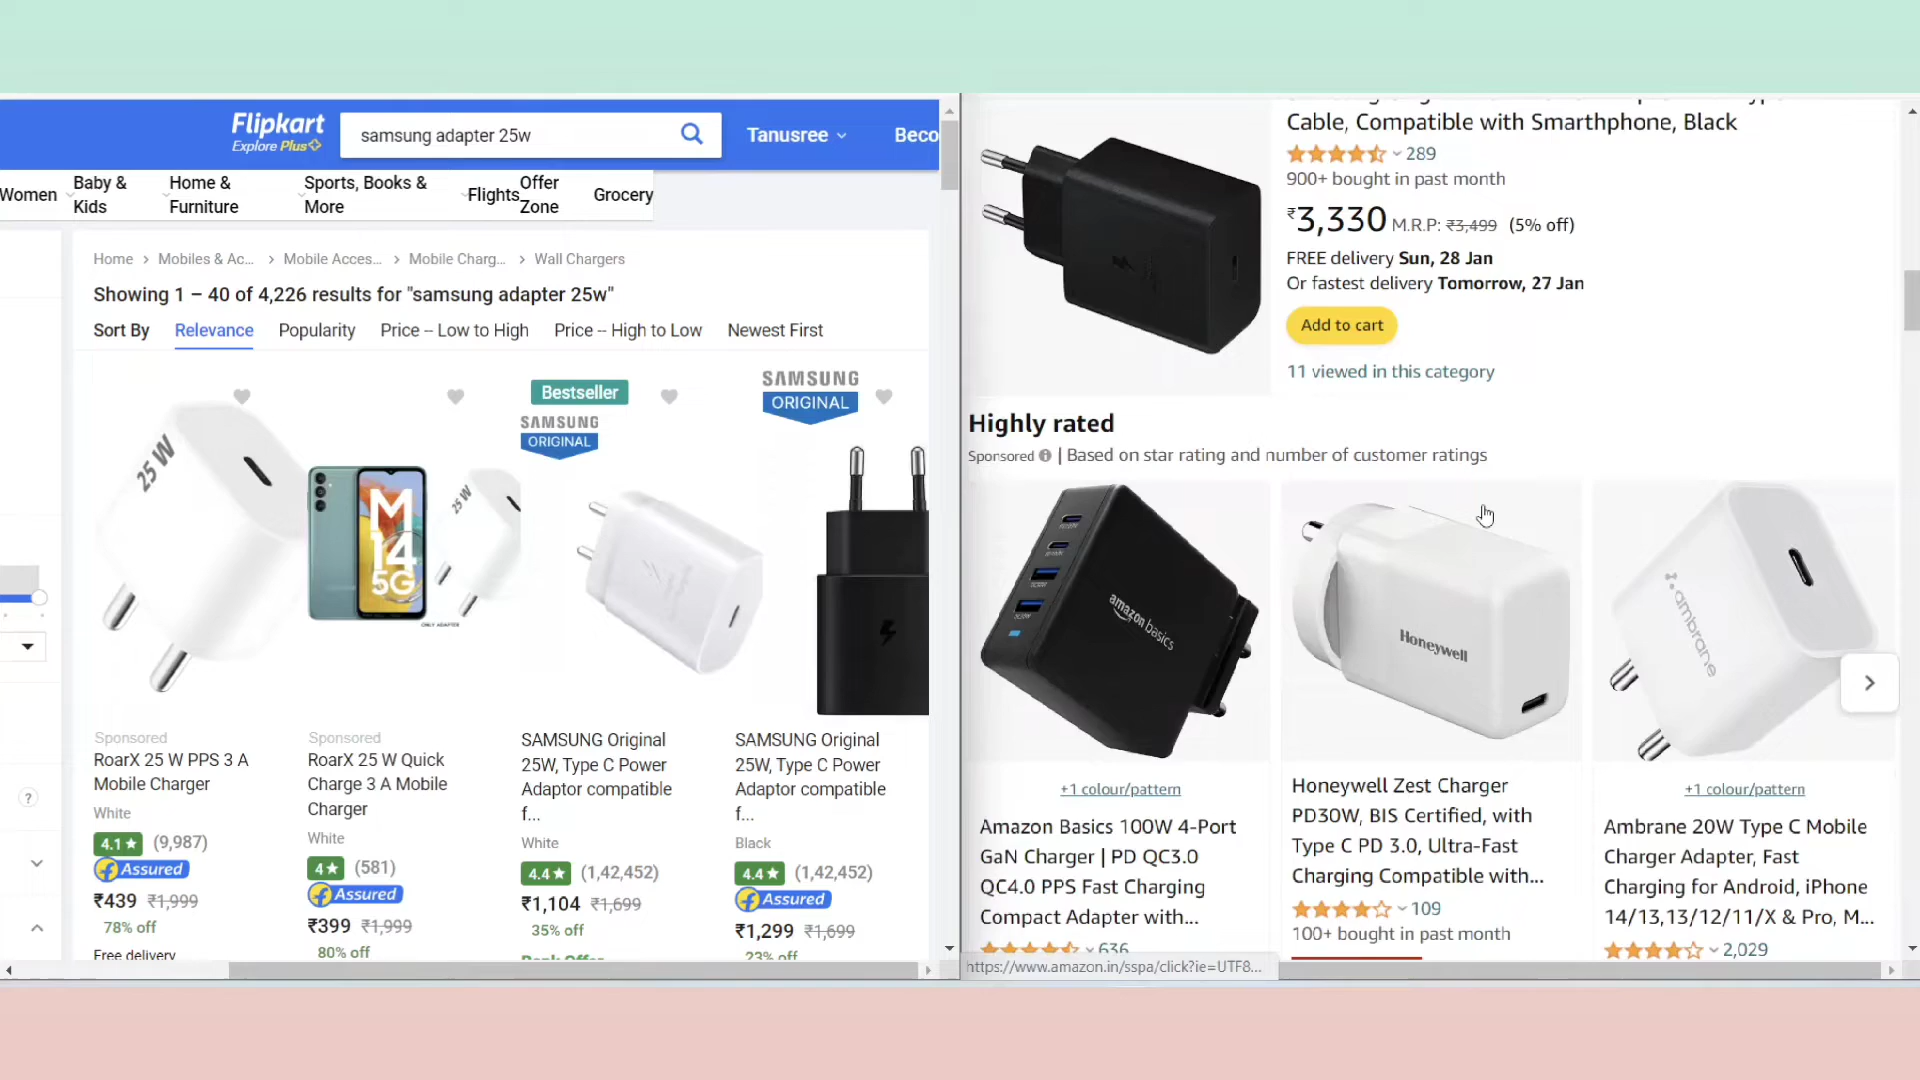 Flipkart
Explore Plus
samsung adapter 25w
Tanusree
Beco
Women
Baby &
Kids
Home &
Furniture
Sports, Books &
More
Flights
Offer
Zone
Grocery
Home
Mobiles & Ac...
Mobile Acces...
Mobile Charg...
Wall Chargers
Showing 1 – 40 of 4,226 results for "samsung adapter 25w"
Sort By
Relevance
Popularity
Price -- Low to High
Price -- High to Low
Newest First
25 W
Sponsored
RoarX 25 W PPS 3 A
Mobile Charger
White
4.1★ (9,987)
Assured
₹439 ₹1,999
78% off
Free delivery
M
14
5G
25 W
ONLY ADAPTER
Sponsored
RoarX 25 W Quick
Charge 3 A Mobile
Charger
White
4★ (581)
Assured
₹399 ₹1,999
80% off
Bestseller
SAMSUNG
ORIGINAL
SAMSUNG Original
25W, Type C Power
Adaptor compatible
f...
White
4.4★ (1,42,452)
₹1,104 ₹1,699
35% off
Bank Offer
SAMSUNG
ORIGINAL
SAMSUNG Original
25W, Type C Power
Adaptor compatible
f...
Black
4.4★ (1,42,452)
Assured
₹1,299 ₹1,699
23% off
Cable, Compatible with Smarthphone, Black
289
900+ bought in past month
₹3,330 M.R.P: ₹3,499 (5% off)
FREE delivery Sun, 28 Jan
Or fastest delivery Tomorrow, 27 Jan
Add to cart
11 viewed in this category
Highly rated
Sponsored | Based on star rating and number of customer ratings
amazon basics
+1 colour/pattern
Amazon Basics 100W 4-Port
GaN Charger | PD QC3.0
QC4.0 PPS Fast Charging
Compact Adapter with...
636
Honeywell
Honeywell Zest Charger
PD30W, BIS Certified, with
Type C PD 3.0, Ultra-Fast
Charging Compatible with...
109
100+ bought in past month
ambrane
+1 colour/pattern
Ambrane 20W Type C Mobile
Charger Adapter, Fast
Charging for Android, iPhone
14/13,13/12/11/X & Pro, M...
2,029
https://www.amazon.in/sspa/click?ie=UTF8...